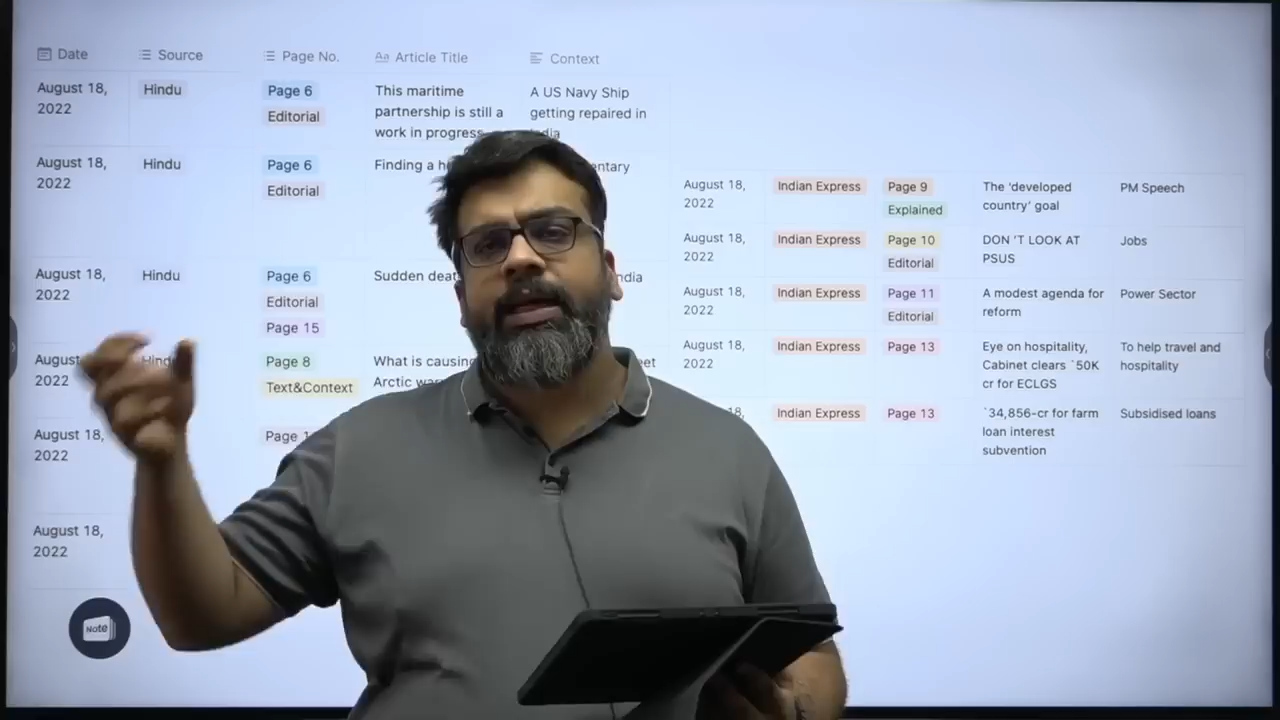 Date Source Page No. Aa Article Title Context
August 18, Hindu Page 6 This maritime A US Navy Ship
2022 Editorial partnership is still a getting repaired in
work in progress
August 18, Hindu Page 6 Finding a
2022 Editorial
August 18, Hindu Page 6 Sudden
2022 Editorial
Page 15
August Page 8 What is causing
2022 Text&Context Arctic
August 18, Page
2022
August 18,
2022
August 18, Indian Express Page 9 The 'developed PM Speech
2022 Explained country' goal
August 18, Indian Express Page 10 DON 'T LOOK AT Jobs
2022 Editorial PSUS
August 18, Indian Express Page 11 A modest agenda for Power Sector
2022 Editorial reform
August 18, Indian Express Page 13 Eye on hospitality, To help travel and
2022 Cabinet clears `50K hospitality
cr for ECLGS
18, Indian Express Page 13 `34,856-cr for farm Subsidised loans
loan interest
subvention
Note